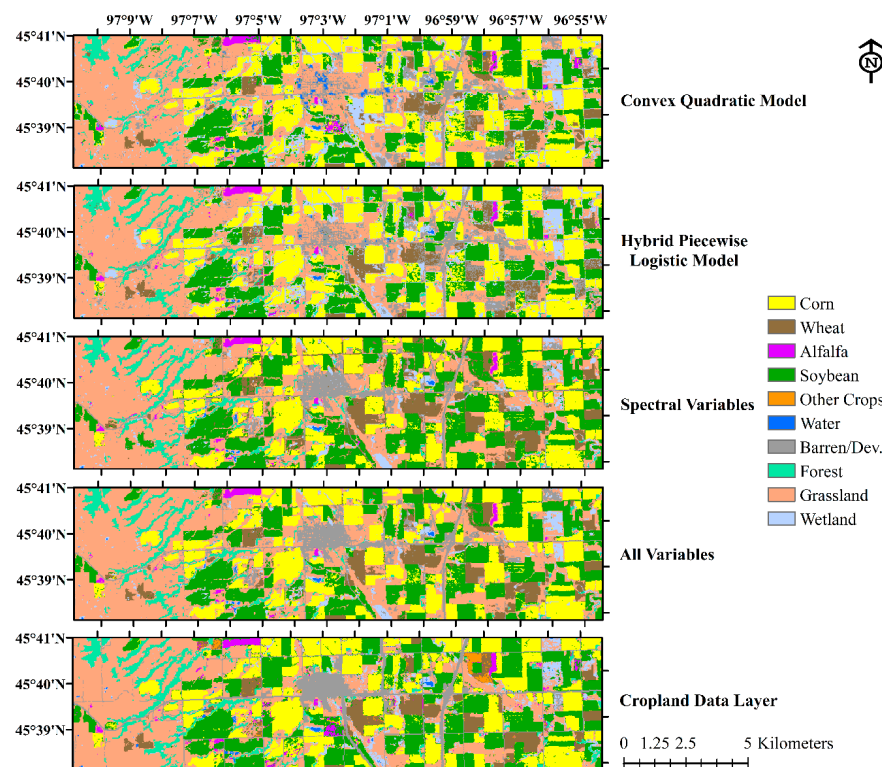 97°9'W 97°7'W 97°5'W 97°3'W 97°1'W 96°59'W 96°57'W 96°55'W
45°41'N
45°40'N
45°39'N
Convex Quadratic Model
N
45°41'N
45°40'N
45°39'N
Hybrid Piecewise
Logistic Model
45°41'N
45°40'N
45°39'N
Spectral Variables
45°41'N
45°40'N
45°39'N
All Variables
45°41'N
45°40'N
45°39'N
Cropland Data Layer
Corn
Wheat
Alfalfa
Soybean
Other Crops
Water
Barren/Dev.
Forest
Grassland
Wetland
0 1.25 2.5 5 Kilometers